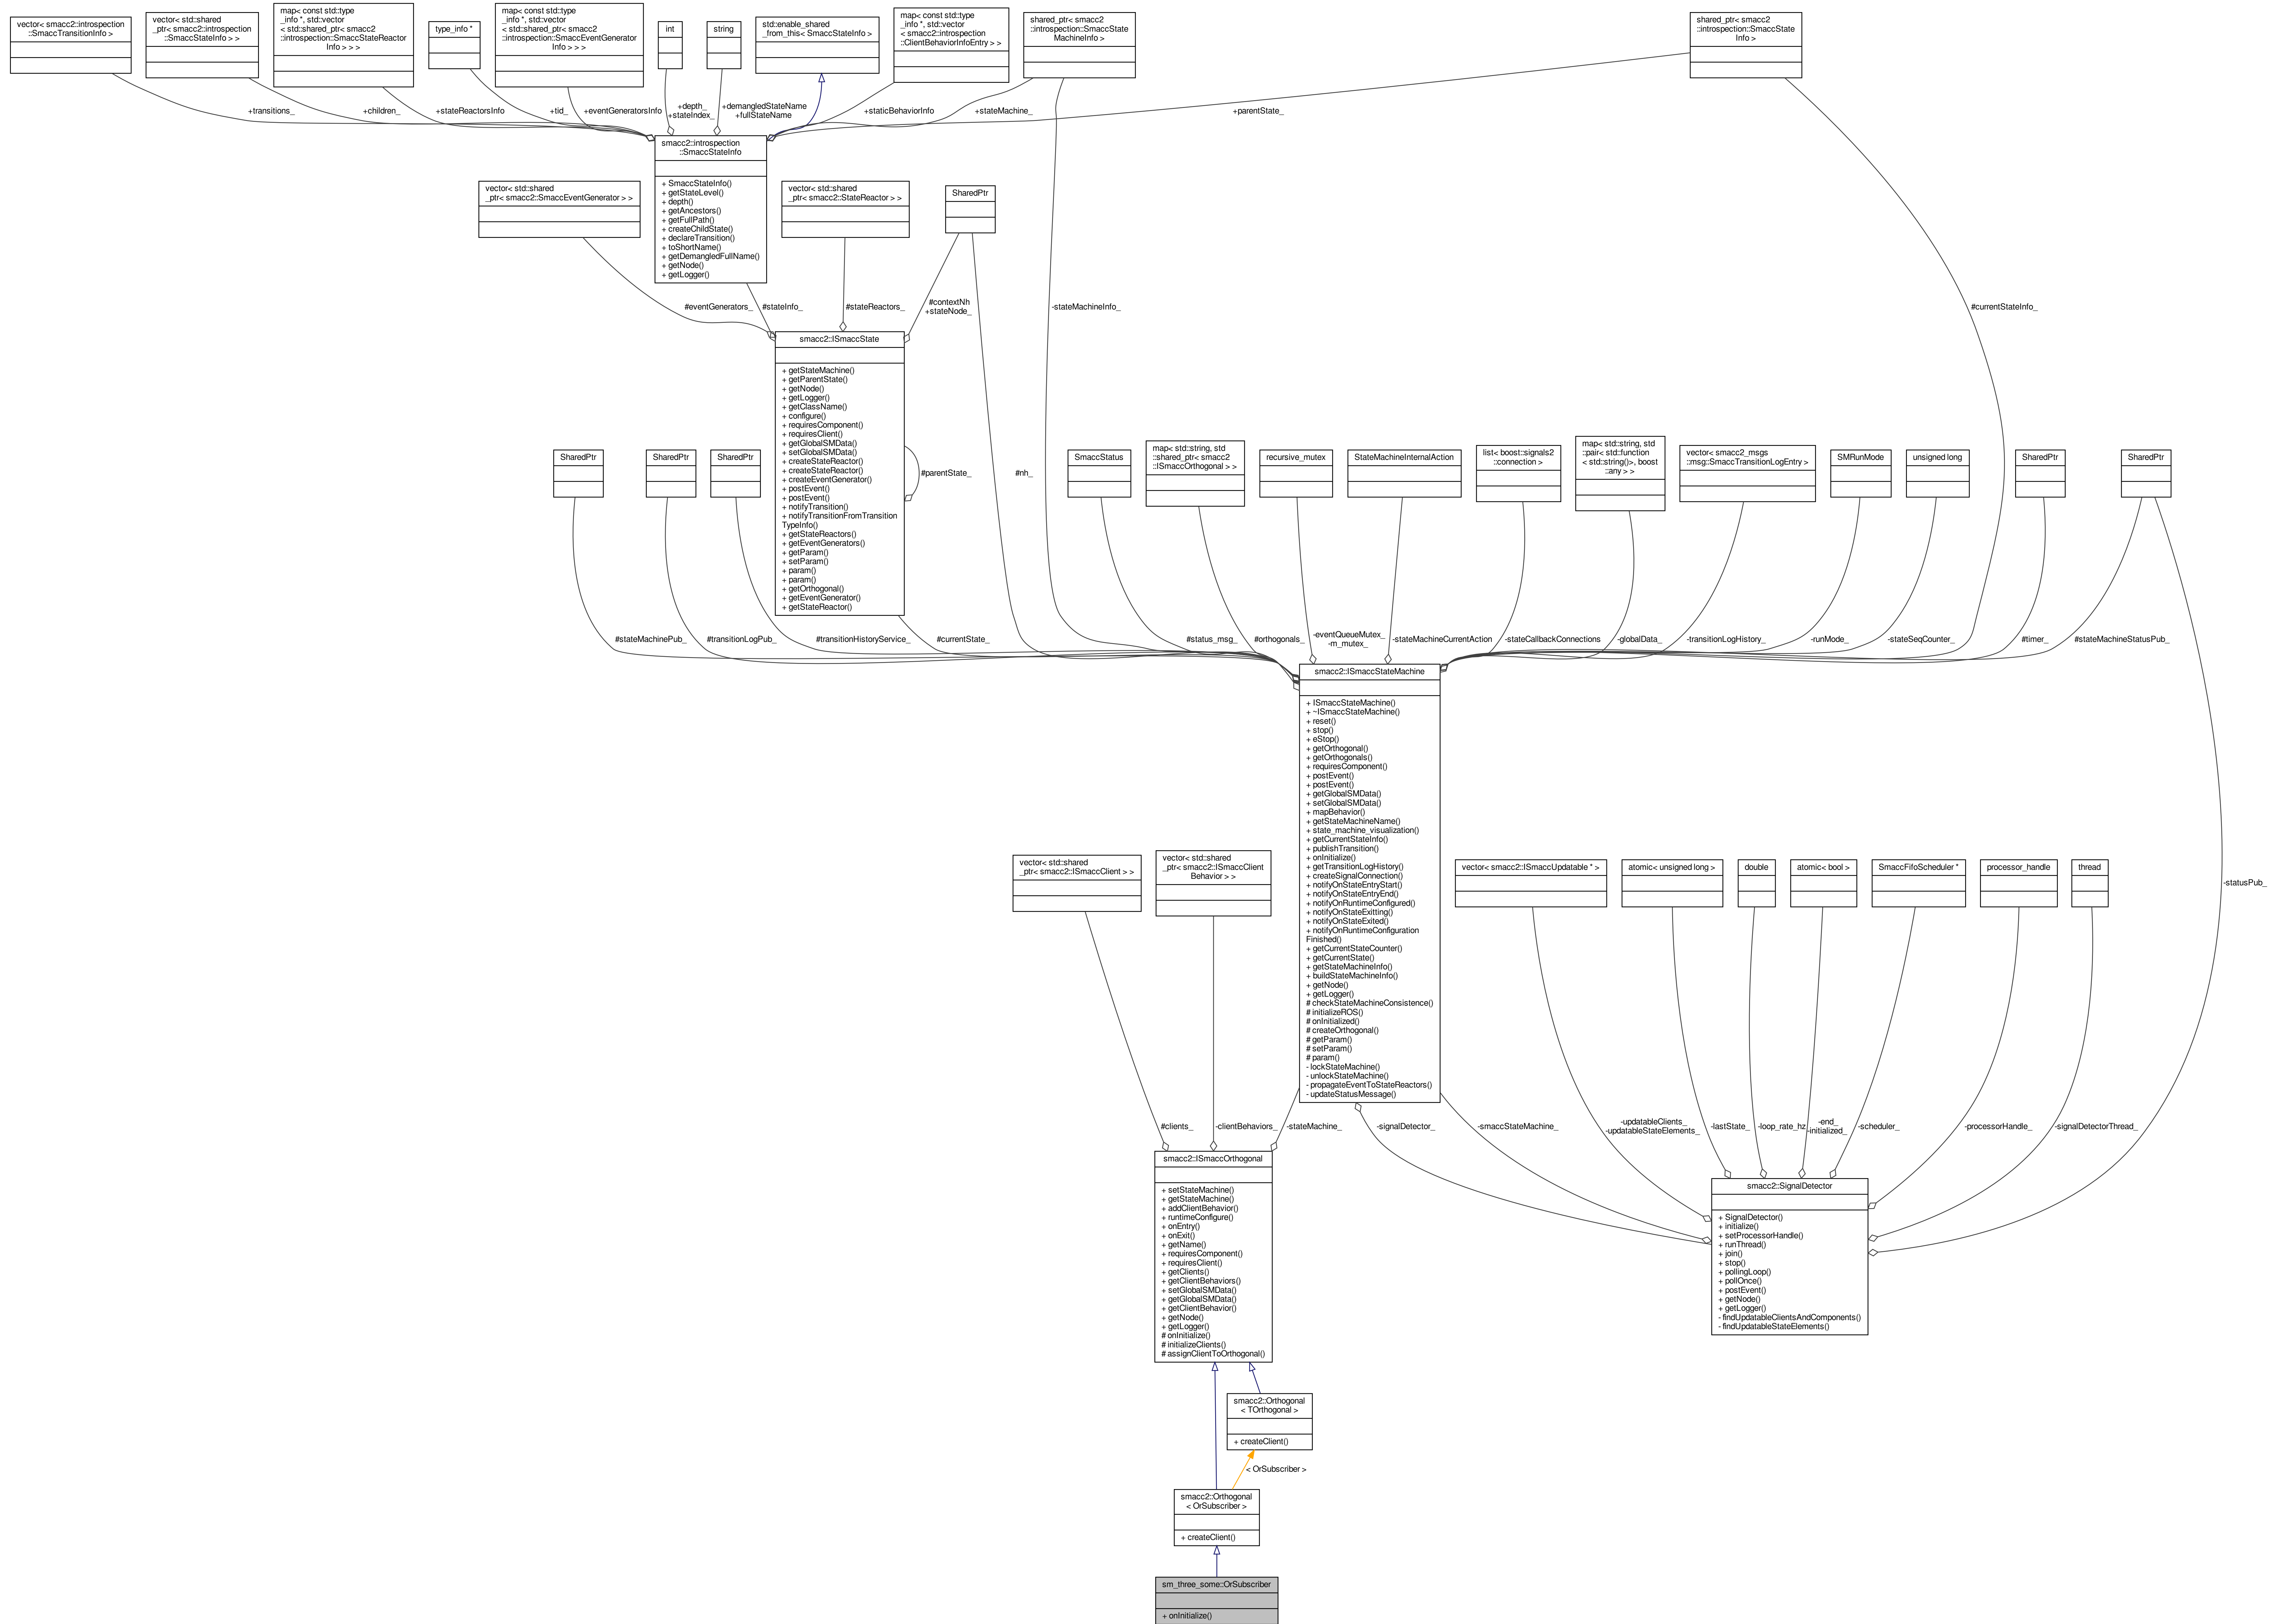 vector< smacc2::introspection
::SmaccTransitionInfo >
vector< std::shared
_ptr< smacc2::introspection
::SmaccStateInfo > >
map< const std::type
_info *, std::vector
< std::shared_ptr< smacc2
::introspection::SmaccStateReactor
Info > > >
type_info *
map< const std::type
_info *, std::vector
< std::shared_ptr< smacc2
::introspection::SmaccEventGenerator
Info > > >
int
string
std::enable_shared
_from_this< SmaccStateInfo >
map< const std::type
_info *, std::vector
< smacc2::introspection
::ClientBehaviorInfoEntry > >
shared_ptr< smacc2
::introspection::SmaccState
MachineInfo >
shared_ptr< smacc2
::introspection::SmaccState
Info >
+transitions_
+children_
+stateReactorsInfo
+tid_
+eventGeneratorsInfo
+depth_
+stateIndex_
+demangledStateName
+fullStateName
+staticBehaviorInfo
+stateMachine_
+parentState_
smacc2::introspection
::SmaccStateInfo
+ SmaccStateInfo()
+ getStateLevel()
+ depth()
+ getAncestors()
+ getFullPath()
+ createChildState()
+ declareTransition()
+ toShortName()
+ getDemangledFullName()
+ getNode()
+ getLogger()
vector< std::shared
_ptr< smacc2::SmaccEventGenerator > >
vector< std::shared
_ptr< smacc2::StateReactor > >
SharedPtr
#eventGenerators_
#stateInfo_
#stateReactors_
#contextNh
+stateNode_
-stateMachineInfo_
#currentStateInfo_
smacc2::ISmaccState
+ getStateMachine()
+ getParentState()
+ getNode()
+ getLogger()
+ getClassName()
+ configure()
+ requiresComponent()
+ requiresClient()
+ getGlobalSMData()
+ setGlobalSMData()
+ createStateReactor()
+ createStateReactor()
+ createEventGenerator()
+ postEvent()
+ postEvent()
+ notifyTransition()
+ notifyTransitionFromTransition
TypeInfo()
+ getStateReactors()
+ getEventGenerators()
+ getParam()
+ setParam()
+ param()
+ param()
+ getOrthogonal()
+ getEventGenerator()
+ getStateReactor()
#parentState_
#nh_
SharedPtr
SharedPtr
SharedPtr
SmaccStatus
map< std::string, std
::shared_ptr< smacc2
::ISmaccOrthogonal > >
recursive_mutex
StateMachineInternalAction
list< boost::signals2
::connection >
map< std::string, std
::pair< std::function
< std::string()>, boost
::any > >
vector< smacc2_msgs
::msg::SmaccTransitionLogEntry >
SMRunMode
unsigned long
SharedPtr
SharedPtr
#stateMachinePub_
#transitionLogPub_
#transitionHistoryService_
#currentState_
#status_msg_
#orthogonals_
-eventQueueMutex_
-m_mutex_
-stateMachineCurrentAction
-stateCallbackConnections
-globalData_
-transitionLogHistory_
-runMode_
-stateSeqCounter_
#timer_
#stateMachineStatusPub_
smacc2::ISmaccStateMachine
+ ISmaccStateMachine()
+ ~ISmaccStateMachine()
+ reset()
+ stop()
+ eStop()
+ getOrthogonal()
+ getOrthogonals()
+ requiresComponent()
+ postEvent()
+ postEvent()
+ getGlobalSMData()
+ setGlobalSMData()
+ mapBehavior()
+ getStateMachineName()
+ state_machine_visualization()
+ getCurrentStateInfo()
+ publishTransition()
+ onInitialize()
+ getTransitionLogHistory()
+ createSignalConnection()
+ notifyOnStateEntryStart()
+ notifyOnStateEntryEnd()
+ notifyOnRuntimeConfigured()
+ notifyOnStateExitting()
+ notifyOnStateExited()
+ notifyOnRuntimeConfiguration
Finished()
+ getCurrentStateCounter()
+ getCurrentState()
+ getStateMachineInfo()
+ buildStateMachineInfo()
+ getNode()
+ getLogger()
# checkStateMachineConsistence()
# initializeROS()
# onInitialized()
# createOrthogonal()
# getParam()
# setParam()
# param()
- lockStateMachine()
- unlockStateMachine()
- propagateEventToStateReactors()
- updateStatusMessage()
vector< std::shared
_ptr< smacc2::ISmaccClient > >
vector< std::shared
_ptr< smacc2::ISmaccClient
Behavior > >
vector< smacc2::ISmaccUpdatable * >
atomic< unsigned long >
double
atomic< bool >
SmaccFifoScheduler *
processor_handle
thread
-statusPub_
#clients_
-clientBehaviors_
-stateMachine_
-signalDetector_
-smaccStateMachine_
-updatableClients_
-updatableStateElements_
-lastState_
-loop_rate_hz
-end_
-initialized_
-scheduler_
-processorHandle_
-signalDetectorThread_
smacc2::ISmaccOrthogonal
+ setStateMachine()
+ getStateMachine()
+ addClientBehavior()
+ runtimeConfigure()
+ onEntry()
+ onExit()
+ getName()
+ requiresComponent()
+ requiresClient()
+ getClients()
+ getClientBehaviors()
+ setGlobalSMData()
+ getGlobalSMData()
+ getClientBehavior()
+ getNode()
+ getLogger()
# onInitialize()
# initializeClients()
# assignClientToOrthogonal()
smacc2::SignalDetector
+ SignalDetector()
+ initialize()
+ setProcessorHandle()
+ runThread()
+ join()
+ stop()
+ pollingLoop()
+ pollOnce()
+ postEvent()
+ getNode()
+ getLogger()
- findUpdatableClientsAndComponents()
- findUpdatableStateElements()
smacc2::Orthogonal
< TOrthogonal >
+ createClient()
< OrSubscriber >
smacc2::Orthogonal
< OrSubscriber >
+ createClient()
sm_three_some::OrSubscriber
+ onInitialize()